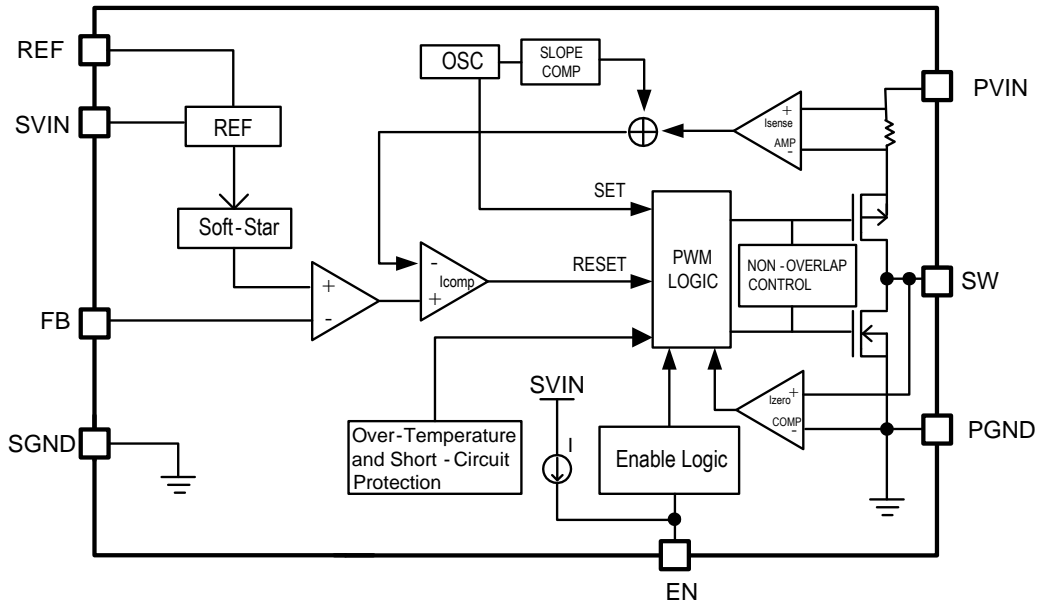 REF
OSC
SLOPE
COMP
PVIN
SVIN
REF
+
Isense
AMP
-
SET
Soft-Star
PWM
LOGIC
NON-OVERLAP
CONTROL
SW
-
Icomp
+
RESET
+
-
FB
SVIN
I
Izero
+
COMP
-
SGND
Over-Temperature
and Short-Circuit
Protection
Enable Logic
PGND
EN